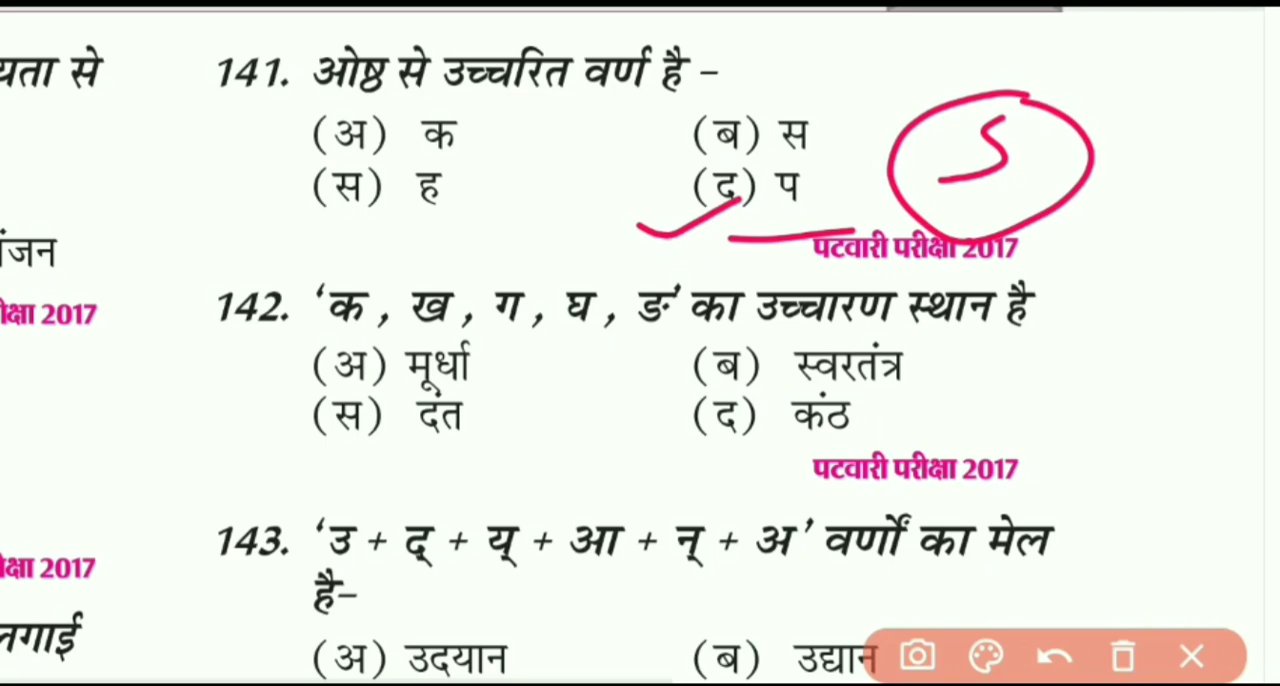 यता से
141. ओष्ठ से उच्चरित वर्ण है –
(अ) क (ब) स
(स) ह (द) प
ंजन
पटवारी परीक्षा 2017
क्षा 2017
142. ‘क , ख , ग , घ , ङ’ का उच्चारण स्थान है
(अ) मूर्धा (ब) स्वरतंत्र
(स) दंत (द) कंठ
पटवारी परीक्षा 2017
143. ‘उ + द् + य् + आ + न् + अ’ वर्णों का मेल
है–
क्षा 2017
लगाई
(अ) उदयान (ब) उद्यान